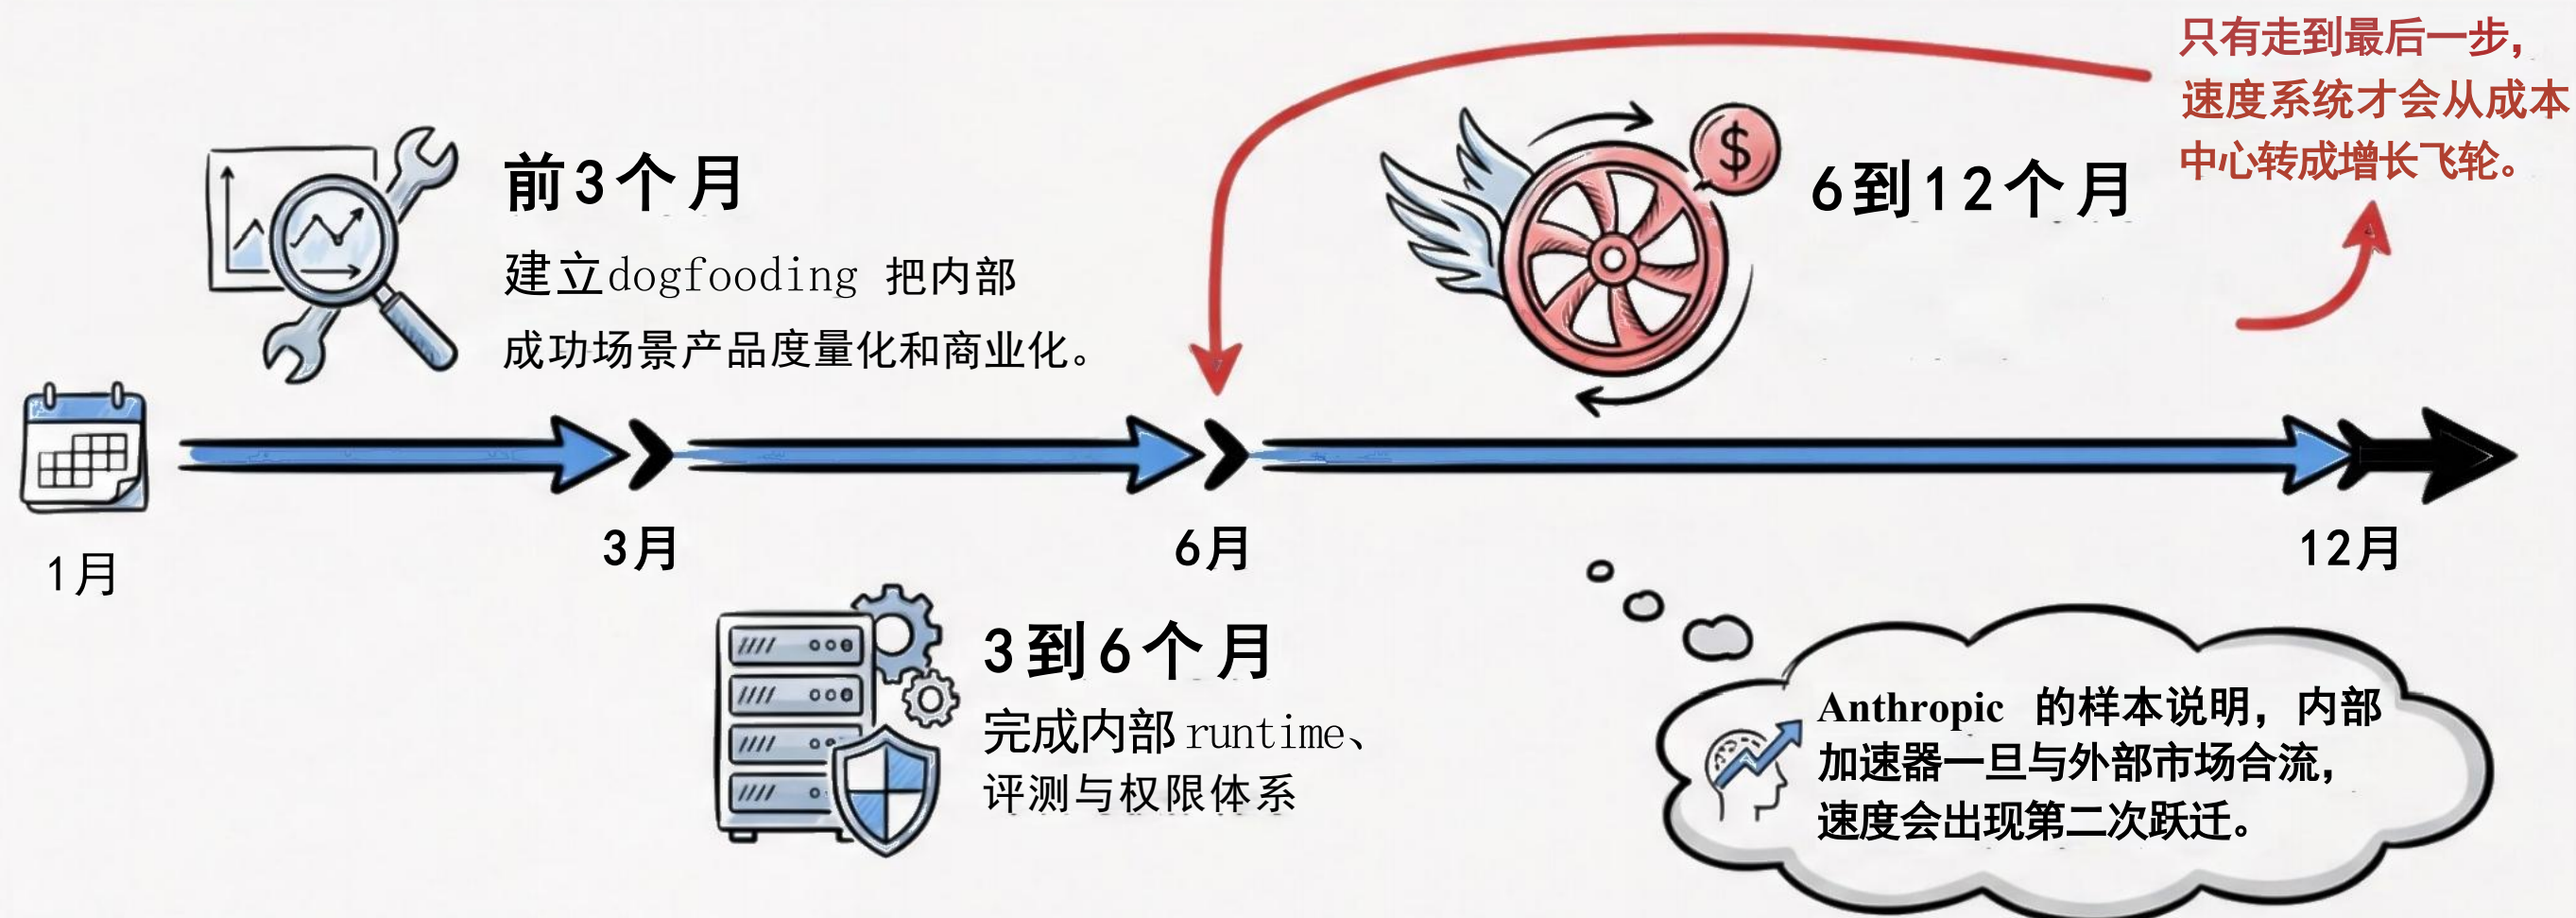 前3个月
建立dogfooding 把内部
成功场景产品度量化和商业化。
6到12个月
只有走到最后一步，
速度系统才会从成本
中心转成增长飞轮。
$
1月
3月
6月
12月
3到6个月
完成内部runtime、
评测与权限体系
Anthropic 的样本说明，内部
加速器一旦与外部市场合流，
速度会出现第二次跃迁。